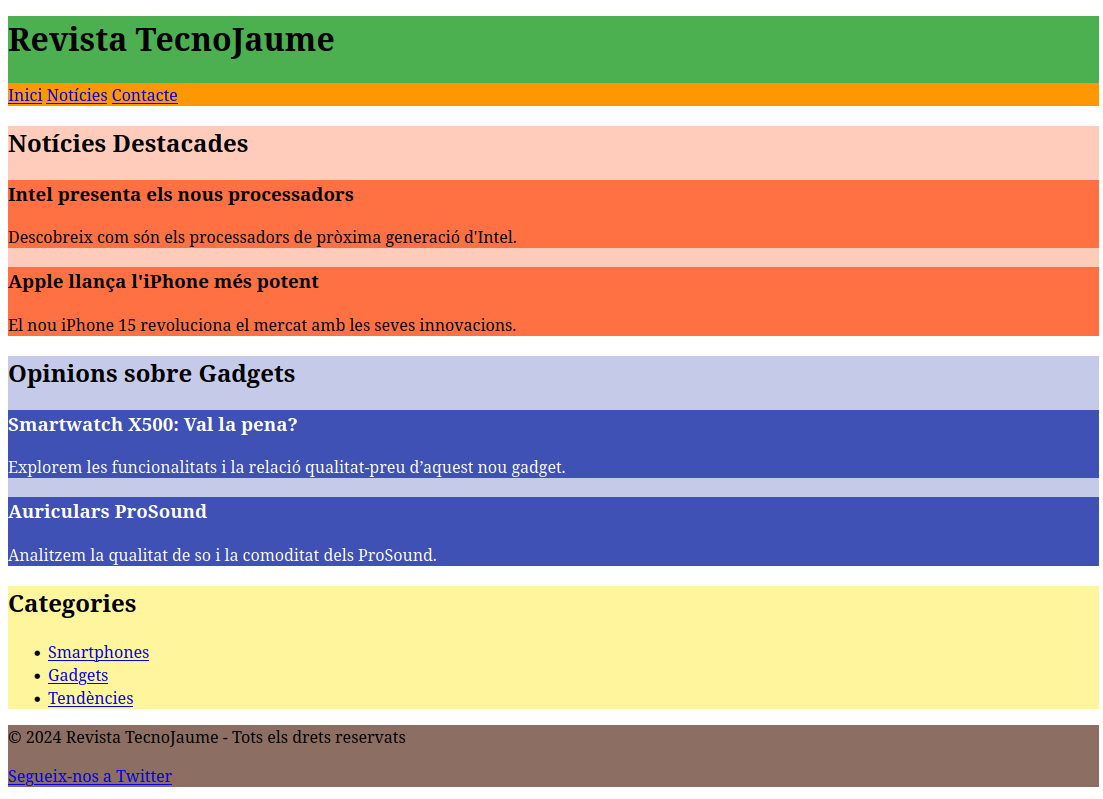 Revista TecnoJaume
Inici Notícies Contacte
Notícies Destacades
Intel presenta els nous processadors
Descobreix com són els processadors de pròxima generació d'Intel.
Apple llança l'iPhone més potent
El nou iPhone 15 revoluciona el mercat amb les seves innovacions.
Opinions sobre Gadgets
Smartwatch X500: Val la pena?
Explorem les funcionalitats i la relació qualitat-preu d’aquest nou gadget.
Auriculars ProSound
Analitzem la qualitat de so i la comoditat dels ProSound.
Categories
• Smartphones
• Gadgets
• Tendències
© 2024 Revista TecnoJaume - Tots els drets reservats
Segueix-nos a Twitter